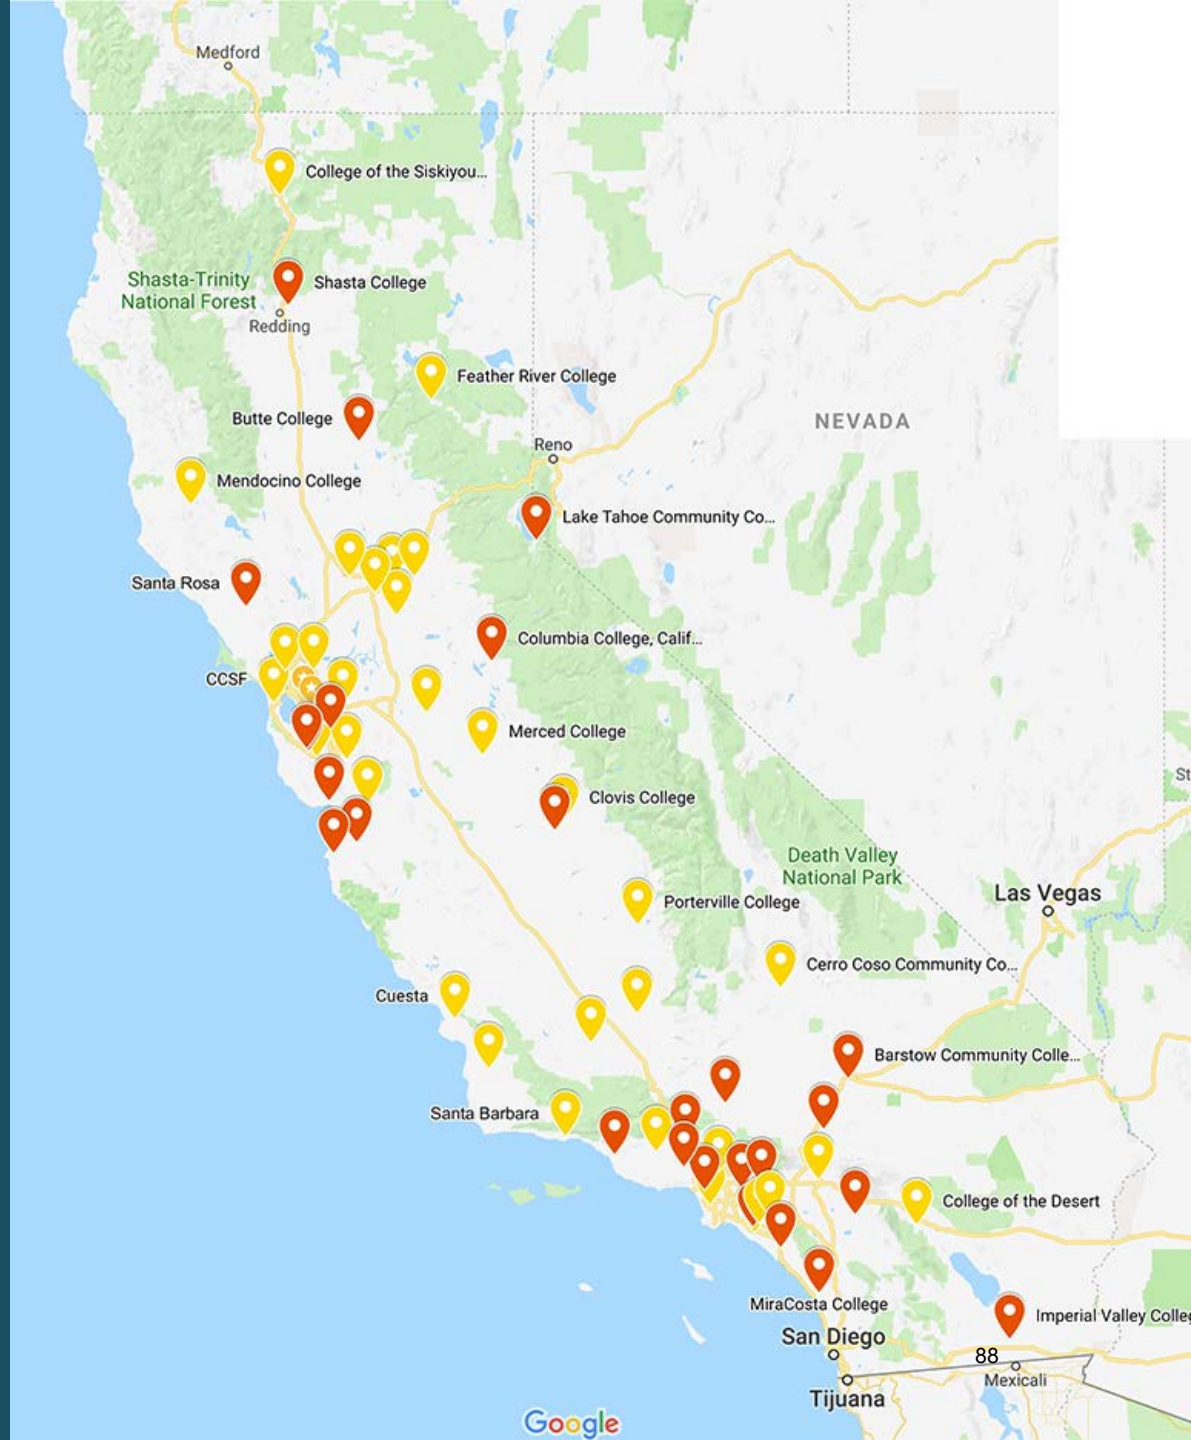 Medford
College of the Siskiyou...
Shasta-Trinity
National Forest
Shasta College
Redding
Feather River College
Butte College
NEVADA
Reno
Mendocino College
Lake Tahoe Community Co...
Santa Rosa
Columbia College, Calif...
CCSF
Merced College
St
Clovis College
Death Valley
National Park
Las Vegas
Porterville College
Cerro Coso Community Co...
Cuesta
Barstow Community Colle...
Santa Barbara
College of the Desert
MiraCosta College
Imperial Valley Colleg
San Diego
88
Mexicali
Tijuana
Google